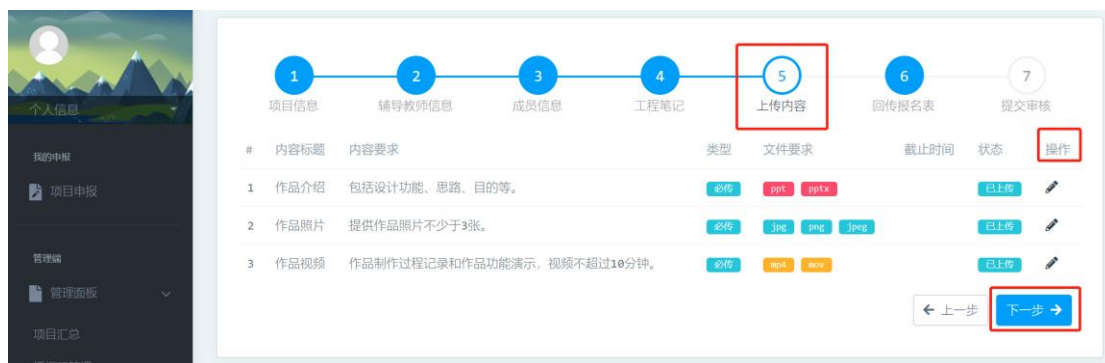 个人信息
我的申报
项目申报
管理端
管理面板
项目汇总
1 2 3 4 5 6 7
项目信息 辅导教师信息 成员信息 工程笔记 上传内容 回传报名表 提交审核
# 内容标题 内容要求 类型 文件要求 截止时间 状态 操作
1 作品介绍 包括设计功能、思路、目的等。 必传 ppt pptx 已上传
2 作品照片 提供作品照片不少于3张。 必传 jpg png jpeg 已上传
3 作品视频 作品制作过程记录和作品功能演示，视频不超过10分钟。 必传 mp4 mov 已上传
上一步 下一步